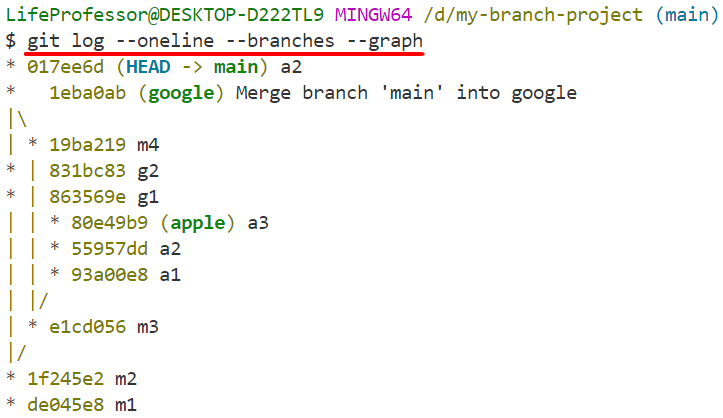 LifeProfessor@DESKTOP-D222TL9 MINGW64 /d/my-branch-project (main)
$ git log --oneline --branches --graph
* 017ee6d (HEAD -> main) a2
*   1eba0ab (google) Merge branch 'main' into google
|\
| * 19ba219 m4
* | 831bc83 g2
* | 863569e g1
| | * 80e49b9 (apple) a3
| | * 55957dd a2
| | * 93a00e8 a1
| |/
| * e1cd056 m3
|/
* 1f245e2 m2
* de045e8 m1